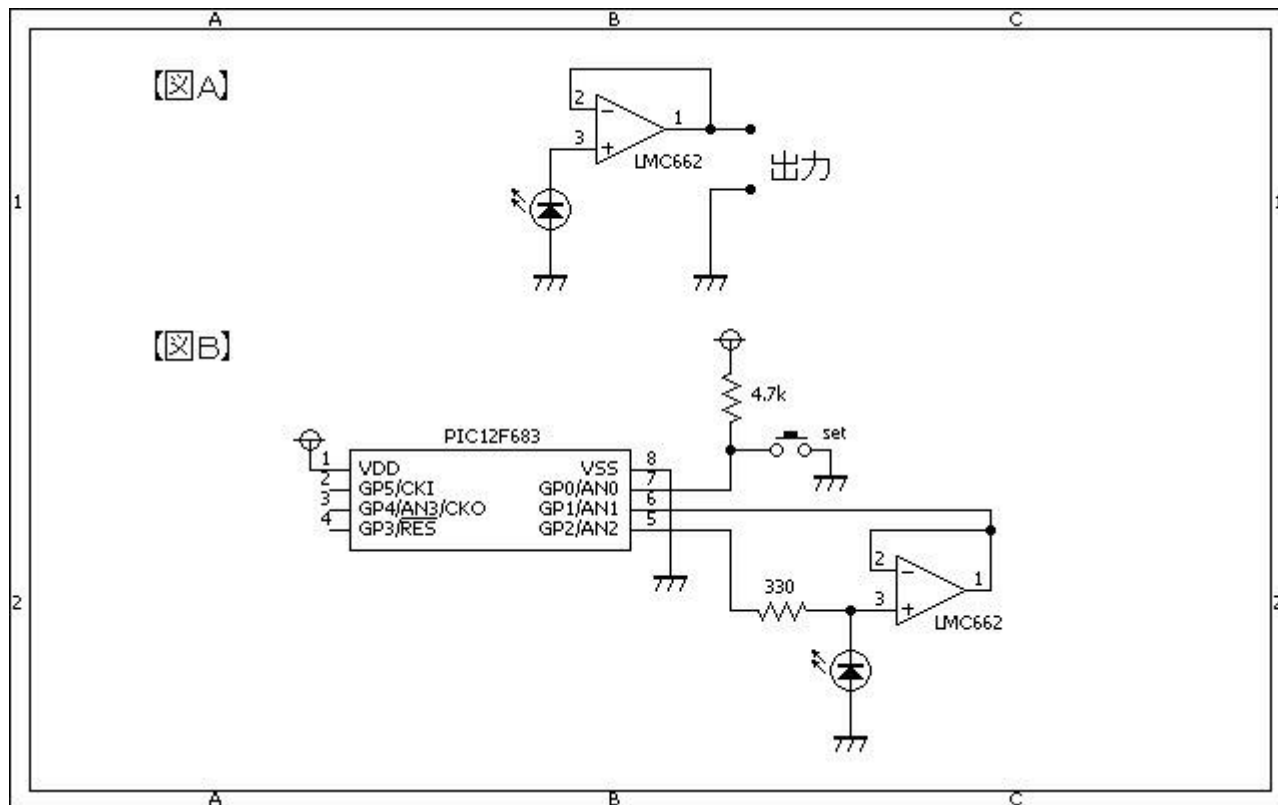 A B C
【図A】
2
1
3
LMC662
出力
1 1
【図B】
4.7k
PIC12F683
set
1 VDD VSS 8
2 GP5/CKI GP0/AN0 7
3 GP4/AN3/CKO GP1/AN1 6
4 GP3/RES GP2/AN2 5
2
1
330
3
LMC662
2 2
A B C